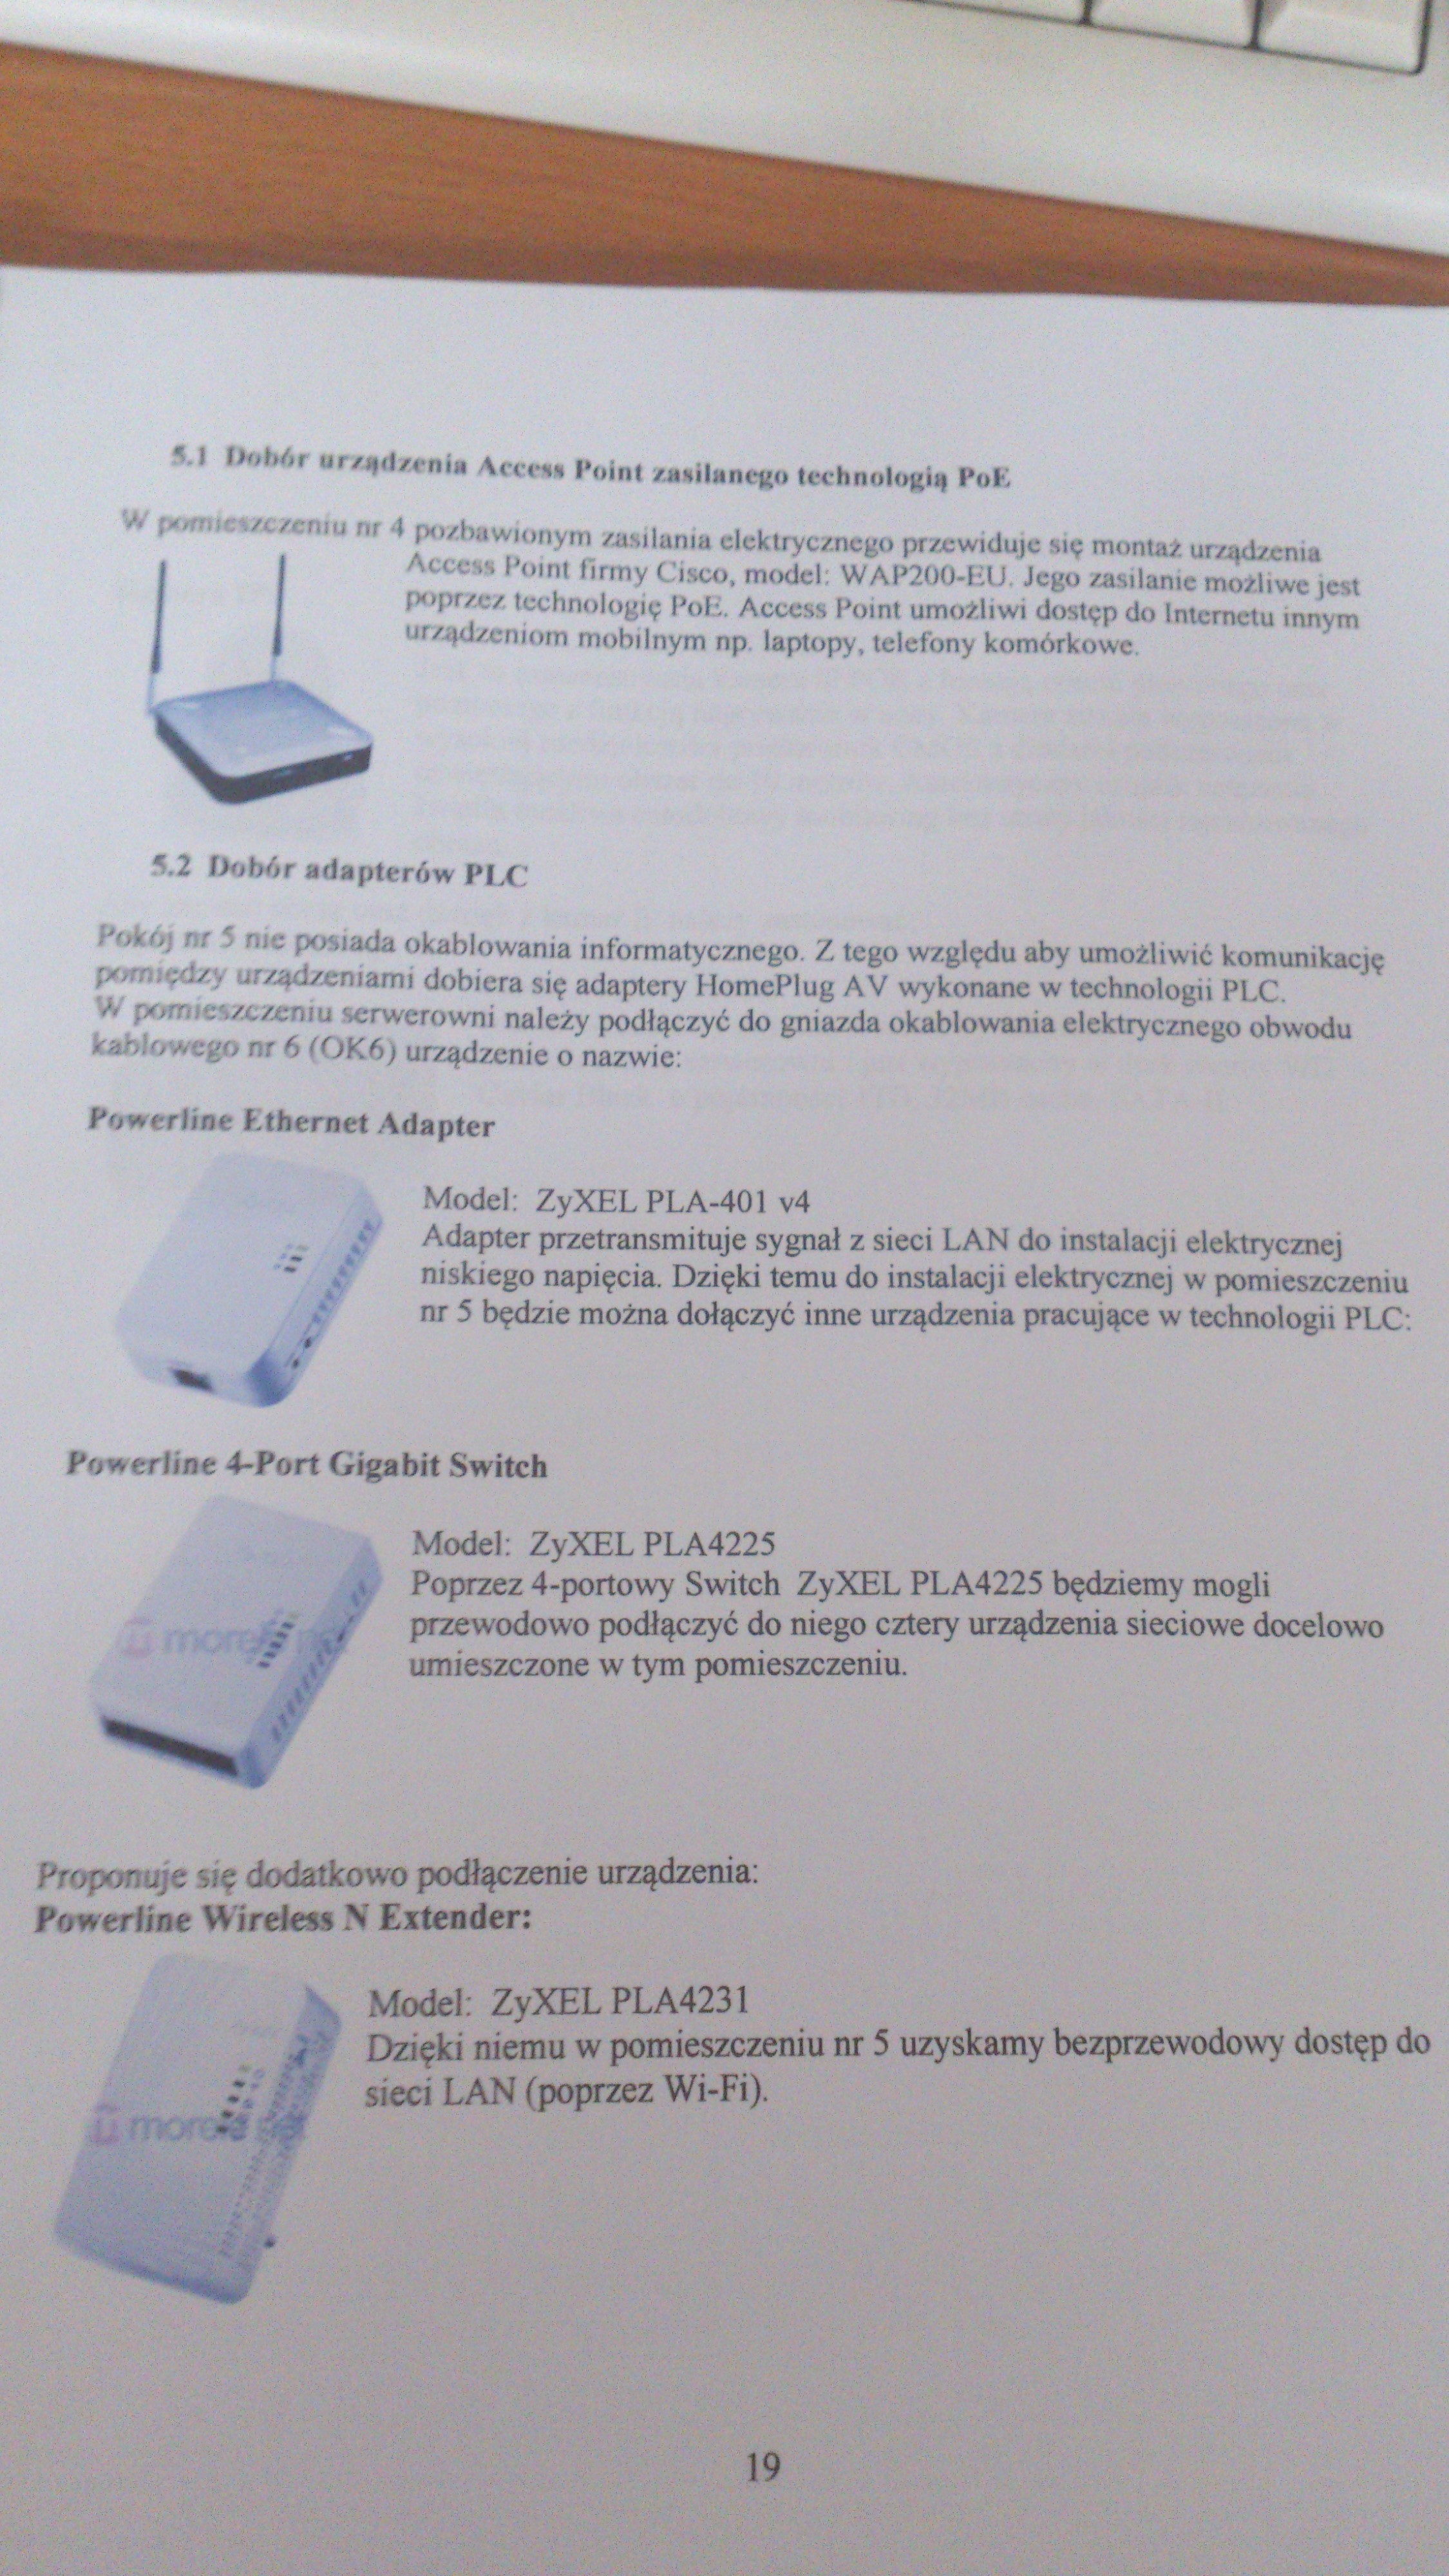 5.1 Dobór urządzenia Access Point zasilanego technologią PoE
W pomieszczeniu nr 4 pozbawionym zasilania elektrycznego przewiduje się montaż urządzenia
Access Point firmy Cisco, model: WAP200-EU. Jego zasilanie możliwe jest
poprzez technologię PoE. Access Point umożliwi dostęp do Internetu innym
urządzeniom mobilnym np. laptopy, telefony komórkowe.
5.2 Dobór adapterów PLC
Pokój nr 5 nie posiada okablowania informatycznego. Z tego względu aby umożliwić komunikację
pomiędzy urządzeniami dobiera się adaptery HomePlug AV wykonane w technologii PLC.
W pomieszczeniu serwerowni należy podłączyć do gniazda okablowania elektrycznego obwodu
kablowego nr 6 (OK6) urządzenie o nazwie:
Powerline Ethernet Adapter
Model: ZyXEL PLA-401 v4
Adapter przetransmituje sygnał z sieci LAN do instalacji elektrycznej
niskiego napięcia. Dzięki temu do instalacji elektrycznej w pomieszczeniu
nr 5 będzie można dołączyć inne urządzenia pracujące w technologii PLC:
Powerline 4-Port Gigabit Switch
Model: ZyXEL PLA4225
Poprzez 4-portowy Switch ZyXEL PLA4225 będziemy mogli
przewodowo podłączyć do niego cztery urządzenia sieciowe docelowo
umieszczone w tym pomieszczeniu.
Proponuje się dodatkowo podłączenie urządzenia:
Powerline Wireless N Extender:
Model: ZyXEL PLA4231
Dzięki niemu w pomieszczeniu nr 5 uzyskamy bezprzewodowy dostęp do
sieci LAN (poprzez Wi-Fi).
19